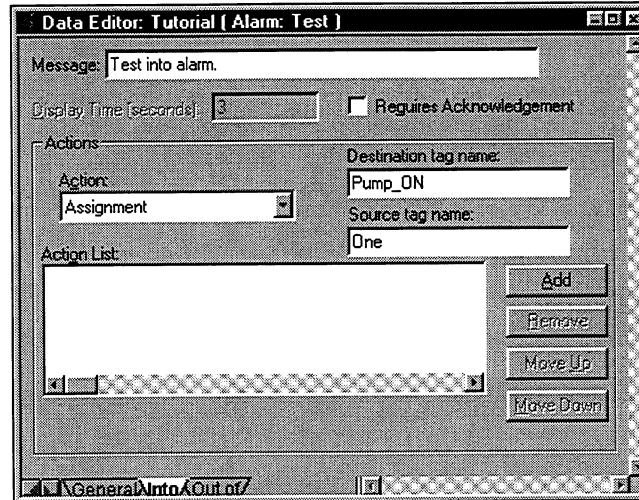 Data Editor: Tutorial ( Alarm: Test )
Message: Test into alarm.
Display Time [seconds]: 3 Reguires Acknowledgement
Actions
Destination tag name:
Action:
Pump_ON
Assignment
Source tag name:
One
Action List:
Add
Remove
Move Up
Move Down
General Into Out of